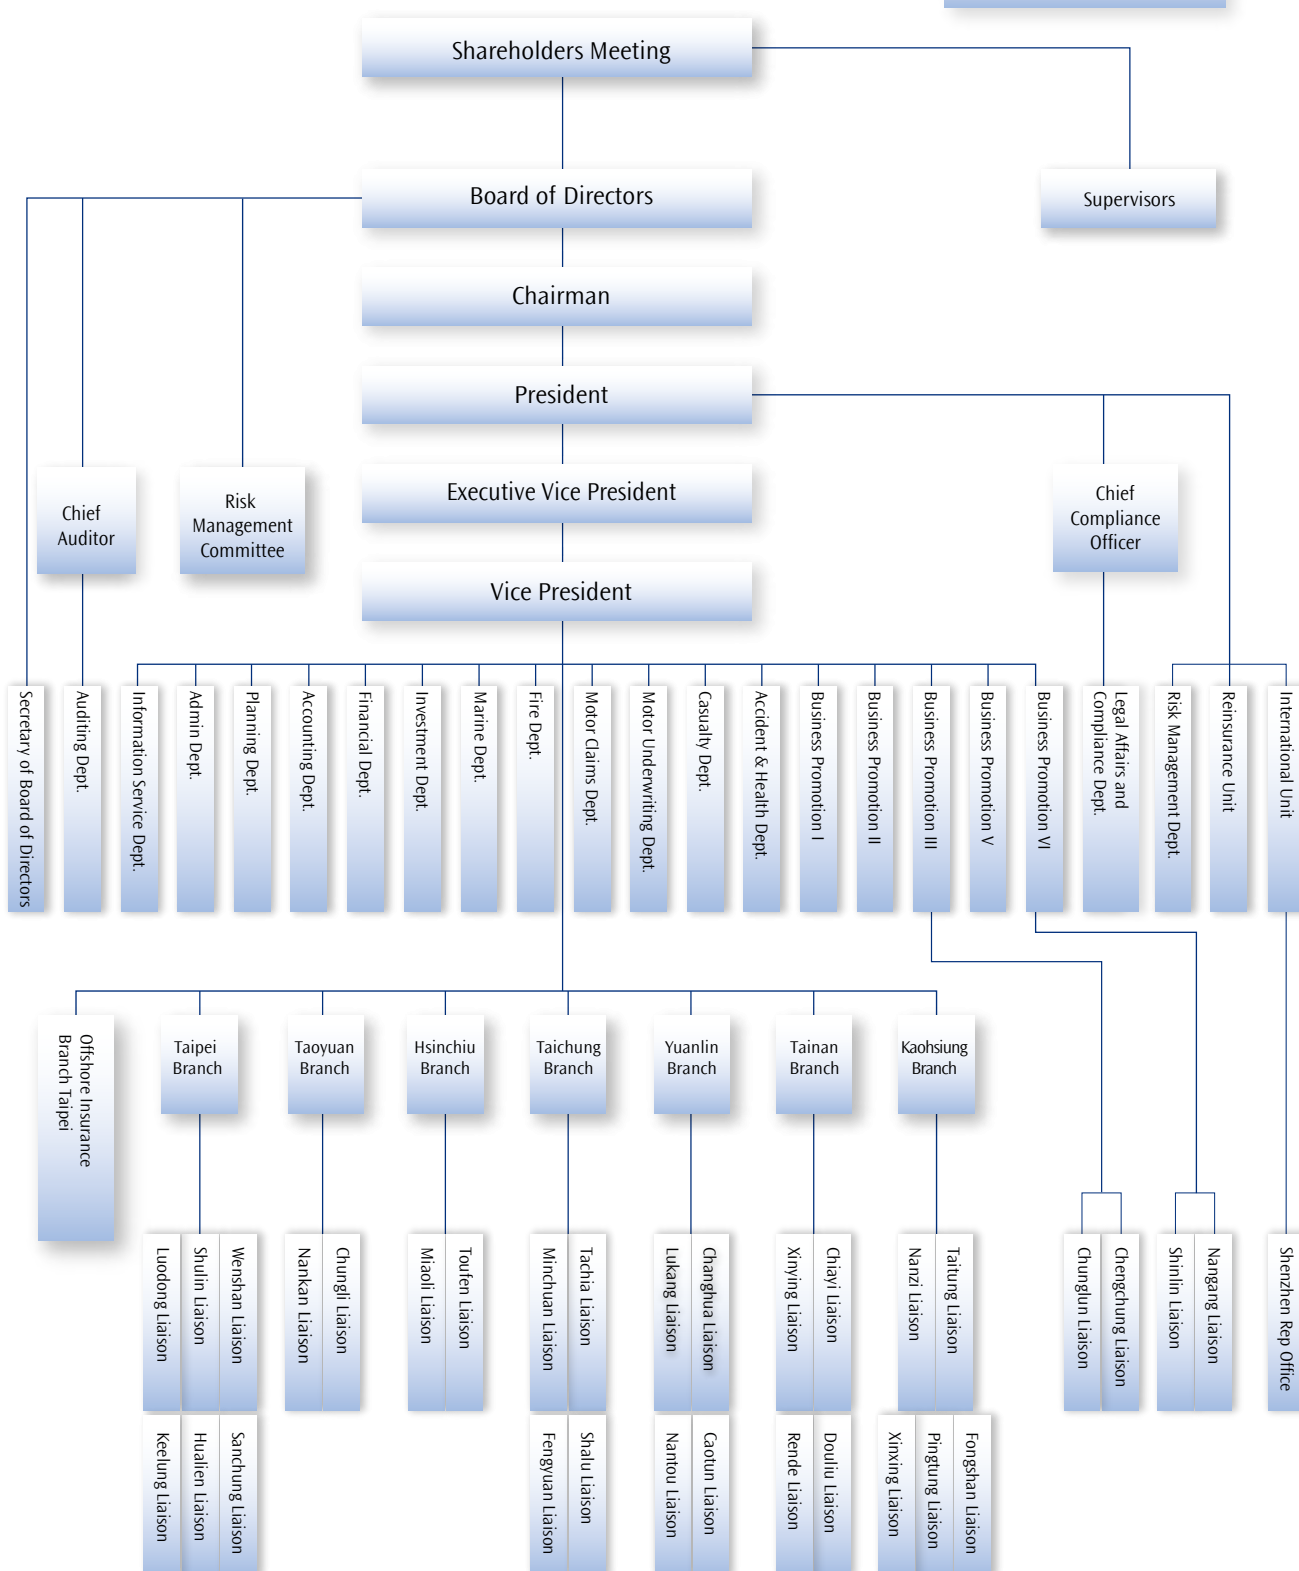 Shareholders Meeting
Board of Directors
Supervisors
Chairman
President
Executive Vice President
Chief
Auditor
Risk
Management
Committee
Chief
Compliance
Officer
Vice President
Secretary of Board of Directors
Auditing Dept.
Information Service Dept.
Admin Dept.
Planning Dept.
Accounting Dept.
Financial Dept.
Investment Dept.
Marine Dept.
Fire Dept.
Motor Claims Dept.
Motor Underwriting Dept.
Casualty Dept.
Accident & Health Dept.
Business Promotion I
Business Promotion II
Business Promotion III
Business Promotion V
Business Promotion VI
Legal Affairs and
Compliance Dept.
Risk Management Dept.
Reinsurance Unit
International Unit
Offshore Insurance
Branch Taipei
Taipei
Branch
Taoyuan
Branch
Hsinchiu
Branch
Taichung
Branch
Yuanlin
Branch
Tainan
Branch
Kaohsiung
Branch
Luodong Liaison
Shulin Liaison
Wenshan Liaison
Nankan Liaison
Chungli Liaison
Miaoli Liaison
Toufen Liaison
Minchuan Liaison
Tachia Liaison
Lukang Liaison
Changhua Liaison
Xinying Liaison
Chiayi Liaison
Nanzi Liaison
Taitung Liaison
Chunglun Liaison
Chengchung Liaison
Shinlin Liaison
Nangang Liaison
Shenzhen Rep Office
Keelung Liaison
Hualien Liaison
Sanchung Liaison
Fengyuan Liaison
Shalu Liaison
Nantou Liaison
Caotun Liaison
Rende Liaison
Douliu Liaison
Xinxing Liaison
Pingtung Liaison
Fongshan Liaison